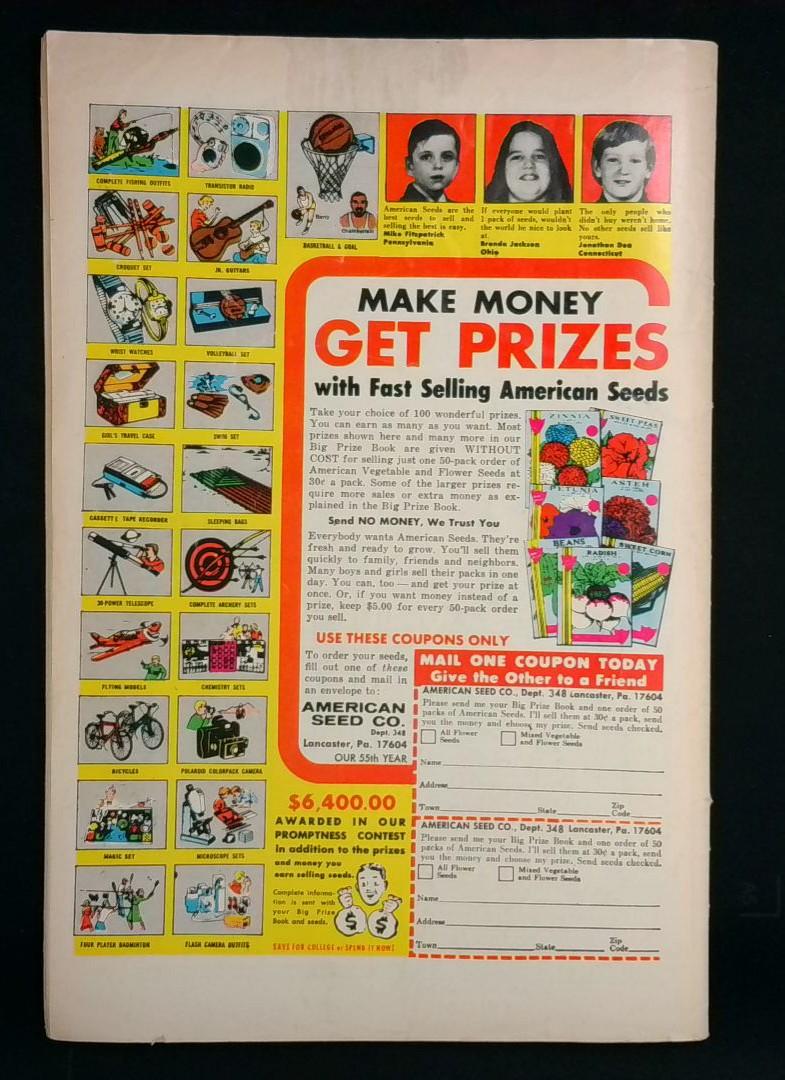 COMPLETE FISHING OUTFITS
TRANSISTOR RADIO
CROQUET SET
JR. GUITARS
WRIST WATCHES
VOLLEYBALL SET
GIRL'S TRAVEL CASE
SWIM SET
CASSETTE TAPE RECORDER
SLEEPING BAGS
30-POWER TELESCOPE
COMPLETE ARCHERY SETS
FLYING MODELS
CHEMISTRY SETS
BICYCLES
POLAROID COLORPACK CAMERA
MAGIC SET
MICROSCOPE SETS
FOUR PLAYER BADMINTON
FLASH CAMERA OUTFITS
Barry
Chamberlain
BASKETBALL & GOAL
American Seeds are the
best seeds to sell and
selling the best is easy.
Mike Fitzpatrick
Pennsylvania
If everyone would plant
1 pack of seeds, wouldn't
the world be nice to look
at.
Brenda Jackson
Ohio
The only people who
didn't buy weren't home.
No other seeds sell like
yours.
Jonathan Dea
Connecticut
MAKE MONEY
GET PRIZES
with Fast Selling American Seeds
Take your choice of 100 wonderful prizes.
You can earn as many as you want. Most
prizes shown here and many more in our
Big Prize Book are given WITHOUT
COST for selling just one 50-pack order of
American Vegetable and Flower Seeds at
30¢ a pack. Some of the larger prizes re-
quire more sales or extra money as ex-
plained in the Big Prize Book.
Send NO MONEY, We Trust You
Everybody wants American Seeds. They're
fresh and ready to grow. You'll sell them
quickly to family, friends and neighbors.
Many boys and girls sell their packs in one
day. You can, too — and get your prize at
once. Or, if you want money instead of a
prize, keep $5.00 for every 50-pack order
you sell.
ZINNIA
SWEET PEAS
PETUNIA
ASTER
BEANS
RADISH
SWEET CORN
USE THESE COUPONS ONLY
To order your seeds,
fill out one of these
coupons and mail in
an envelope to:
AMERICAN
SEED CO.
Dept. 348
Lancaster, Pa. 17604
OUR 55th YEAR
MAIL ONE COUPON TODAY
Give the Other to a Friend
AMERICAN SEED CO., Dept. 348 Lancaster, Pa. 17604
Please send me your Big Prize Book and one order of 50
packs of American Seeds. I'll sell them at 30¢ a pack, send
you the money and choose my prize. Send seeds checked.
All Flower Seeds
Mixed Vegetable and Flower Seeds
Name
Address
Town State Zip Code
AMERICAN SEED CO., Dept. 348 Lancaster, Pa. 17604
Please send me your Big Prize Book and one order of 50
packs of American Seeds. I'll sell them at 30¢ a pack, send
you the money and choose my prize. Send seeds checked.
All Flower Seeds
Mixed Vegetable and Flower Seeds
Name
Address
Town State Zip Code
$6,400.00
AWARDED IN OUR
PROMPTNESS CONTEST
in addition to the prizes
and money you
earn selling seeds.
Complete informa-
tion is sent with
your Big Prize
Book and seeds.
$ $
SAVE FOR COLLEGE or SPEND IT NOW!